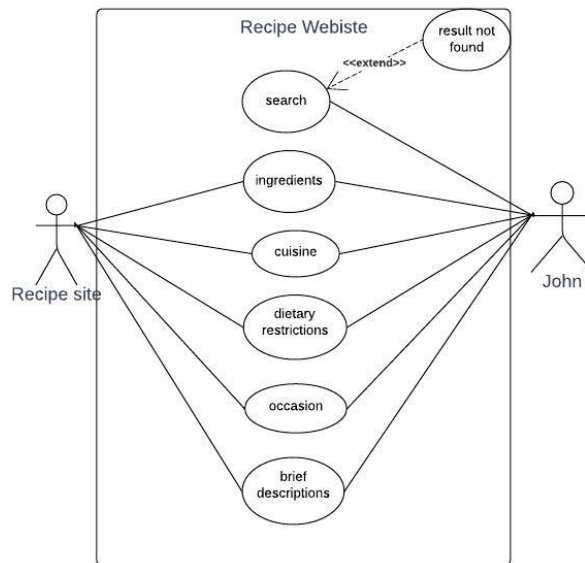 Recipe Webiste
result not
found
<<extend>>
search
ingredients
cuisine
Recipe site
John
dietary
restrictions
occasion
brief
descriptions